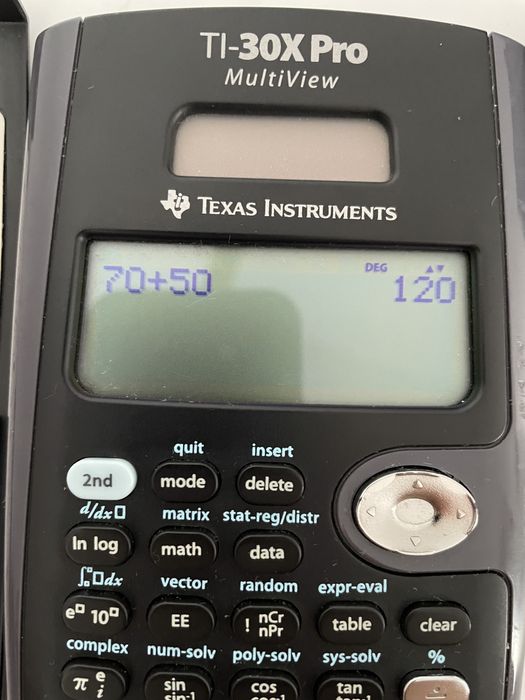 TI-30X Pro
MultiView
TEXAS INSTRUMENTS
DEG ▲▼
70+50 120
quit insert
2nd mode delete
d/dx□ matrix stat-reg/distr
ln log math data
∫□dx vector random expr-eval
e□ 10□ EE ! nCr nPr table clear
complex num-solv poly-solv sys-solv %
π e i sin sin-1 cos tan